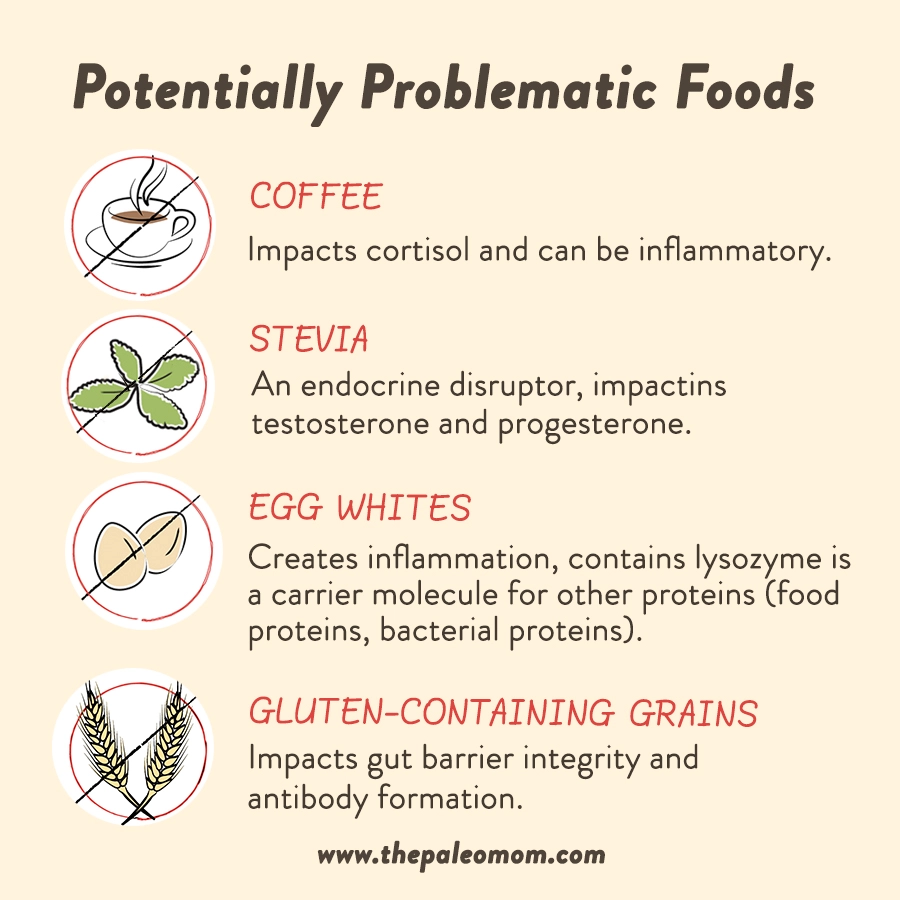 Potentially Problematic Foods
COFFEE
Impacts cortisol and can be inflammatory.
STEVIA
An endocrine disruptor, impactins
testosterone and progesterone.
EGG WHITES
Creates inflammation, contains lysozyme is
a carrier molecule for other proteins (food
proteins, bacterial proteins).
GLUTEN-CONTAINING GRAINS
Impacts gut barrier integrity and
antibody formation.
www.thepaleomom.com